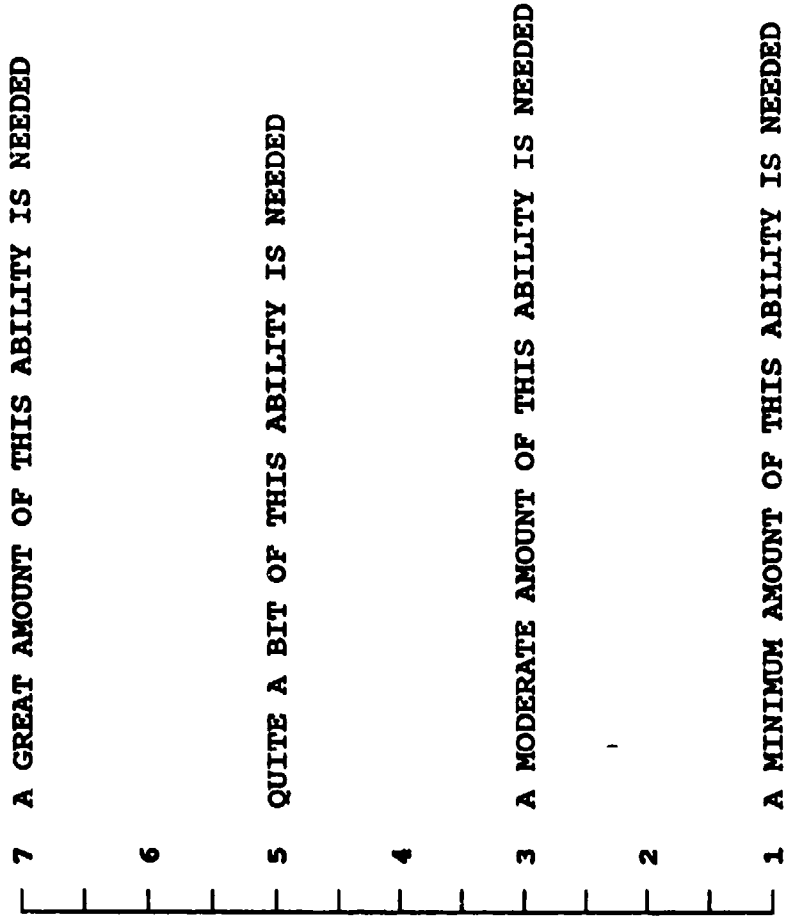 7 A GREAT AMOUNT OF THIS ABILITY IS NEEDED
6
5 QUITE A BIT OF THIS ABILITY IS NEEDED
4
3 A MODERATE AMOUNT OF THIS ABILITY IS NEEDED
2
1 A MINIMUM AMOUNT OF THIS ABILITY IS NEEDED